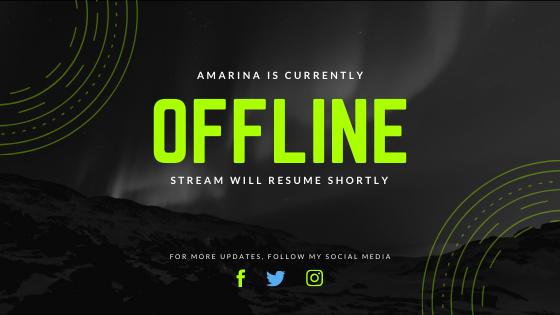 AMARINA IS CURRENTLY
OFFLINE
STREAM WILL RESUME SHORTLY
FOR MORE UPDATES, FOLLOW MY SOCIAL MEDIA